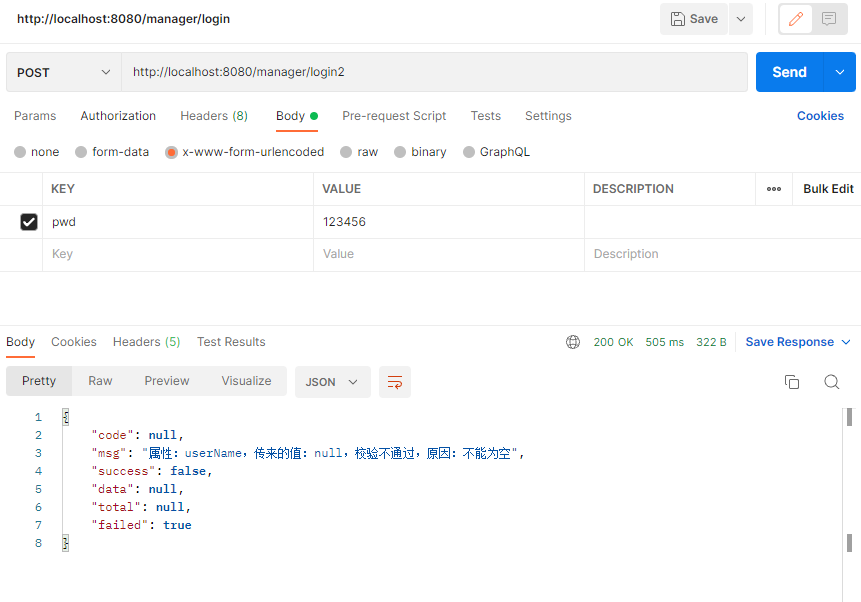 http://localhost:8080/manager/login Save
POST http://localhost:8080/manager/login2 Send
Params Authorization Headers (8) Body Pre-request Script Tests Settings Cookies
none form-data x-www-form-urlencoded raw binary GraphQL
KEY VALUE DESCRIPTION Bulk Edit
pwd 123456
Key Value Description
Body Cookies Headers (5) Test Results 200 OK 505 ms 322 B Save Response
Pretty Raw Preview Visualize JSON
1 {
2 "code": null,
3 "msg": "属性：userName，传来的值：null，校验不通过，原因：不能为空",
4 "success": false,
5 "data": null,
6 "total": null,
7 "failed": true
8 }